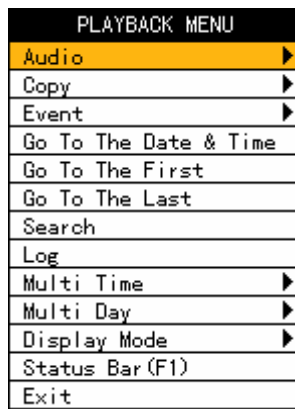 PLAYBACK MENU
Audio
Copy
Event
Go To The Date & Time
Go To The First
Go To The Last
Search
Log
Multi Time
Multi Day
Display Mode
Status Bar(F1)
Exit